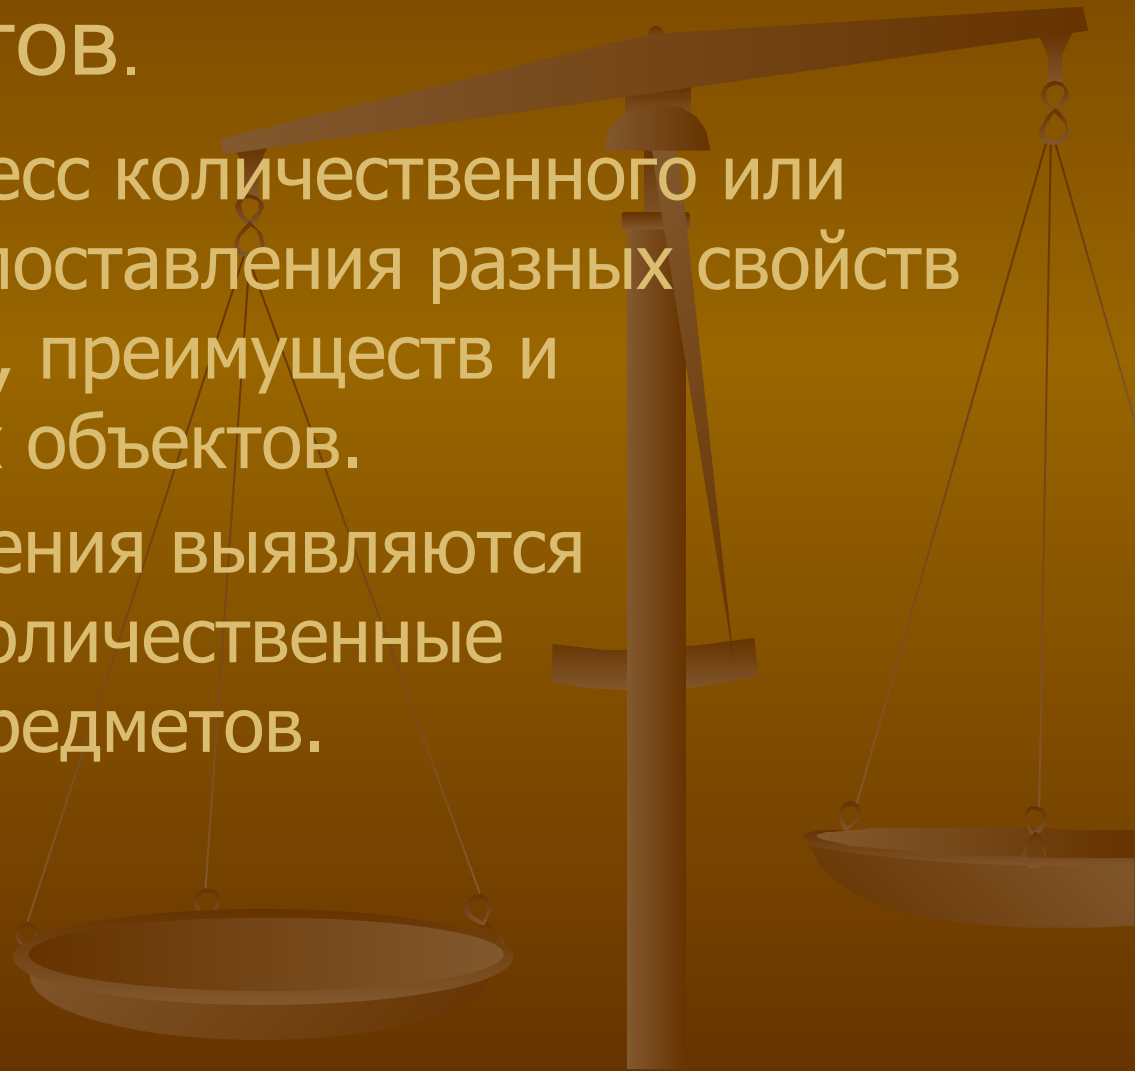 тов.
есс количественного или
поставления разных свойств
, преимуществ и
х объектов.
ения выявляются
оличественные
редметов.